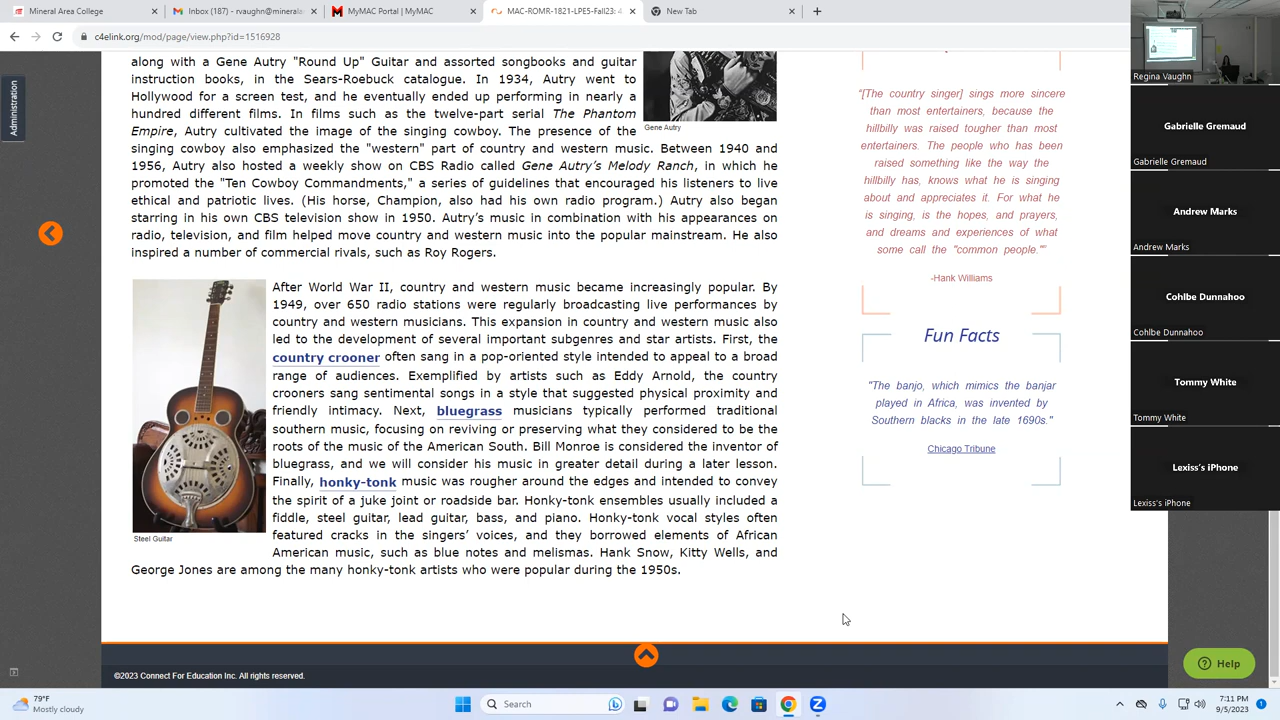 Mineral Area College
Inbox (187) - rvaughn@minerala
MyMAC Portal | MyMAC
MAC-ROMR-1821-LPE5-Fall23: 4
New Tab
c4elink.org/mod/page/view.php?id=1516928
Administration
along with a Gene Autry "Round Up" Guitar and assorted songbooks and guitar
instruction books, in the Sears-Roebuck catalogue. In 1934, Autry went to
Hollywood for a screen test, and he eventually ended up performing in nearly a
hundred different films. In films such as the twelve-part serial The Phantom
Empire, Autry cultivated the image of the singing cowboy. The presence of the
singing cowboy also emphasized the "western" part of country and western music. Between 1940 and
1956, Autry also hosted a weekly show on CBS Radio called Gene Autry's Melody Ranch, in which he
promoted the "Ten Cowboy Commandments," a series of guidelines that encouraged his listeners to live
ethical and patriotic lives. (His horse, Champion, also had his own radio program.) Autry also began
starring in his own CBS television show in 1950. Autry's music in combination with his appearances on
radio, television, and film helped move country and western music into the popular mainstream. He also
inspired a number of commercial rivals, such as Roy Rogers.
Gene Autry
After World War II, country and western music became increasingly popular. By
1949, over 650 radio stations were regularly broadcasting live performances by
country and western musicians. This expansion in country and western music also
led to the development of several important subgenres and star artists. First, the
country crooner often sang in a pop-oriented style intended to appeal to a broad
range of audiences. Exemplified by artists such as Eddy Arnold, the country
crooners sang sentimental songs in a style that suggested physical proximity and
friendly intimacy. Next, bluegrass musicians typically performed traditional
southern music, focusing on reviving or preserving what they considered to be the
roots of the music of the American South. Bill Monroe is considered the inventor of
bluegrass, and we will consider his music in greater detail during a later lesson.
Finally, honky-tonk music was rougher around the edges and intended to convey
the spirit of a juke joint or roadside bar. Honky-tonk ensembles usually included a
fiddle, steel guitar, lead guitar, bass, and piano. Honky-tonk vocal styles often
featured cracks in the singers' voices, and they borrowed elements of African
American music, such as blue notes and melismas. Hank Snow, Kitty Wells, and
George Jones are among the many honky-tonk artists who were popular during the 1950s.
Steel Guitar
"[The country singer] sings more sincere
than most entertainers, because the
hillbilly was raised tougher than most
entertainers. The people who has been
raised something like the way the
hillbilly has, knows what he is singing
about and appreciates it. For what he
is singing, is the hopes, and prayers,
and dreams and experiences of what
some call the "common people.""
-Hank Williams
Fun Facts
"The banjo, which mimics the banjar
played in Africa, was invented by
Southern blacks in the late 1690s."
Chicago Tribune
©2023 Connect For Education Inc. All rights reserved.
Help
Regina Vaughn
Gabrielle Gremaud
Gabrielle Gremaud
Andrew Marks
Andrew Marks
Cohlbe Dunnahoo
Cohlbe Dunnahoo
Tommy White
Tommy White
Lexiss's iPhone
Lexiss's iPhone
79°F
Mostly cloudy
Search
7:11 PM
9/5/2023
1